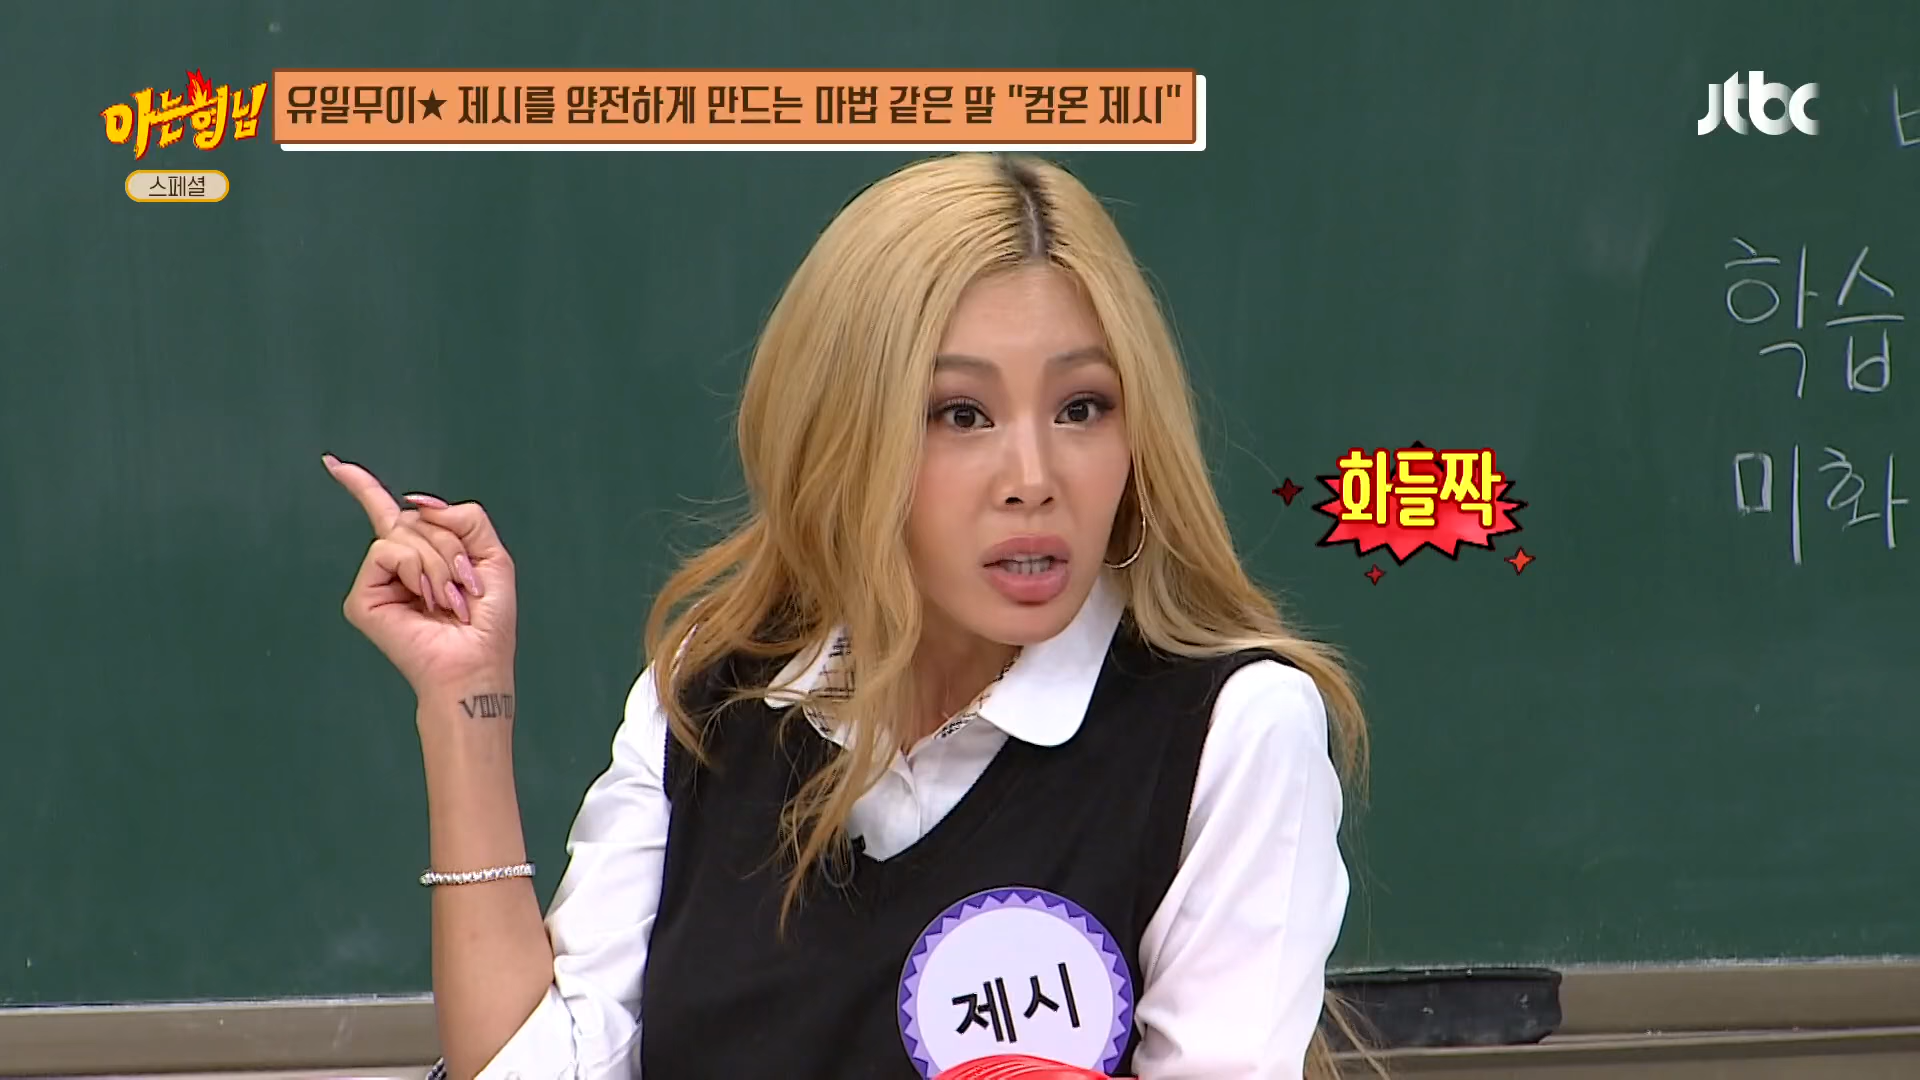 아는형님
유일무이★ 제시를 얌전하게 만드는 마법 같은 말 "컴온 제시"
jtbc
스페셜
학습
미화
화들짝
VIII
제시